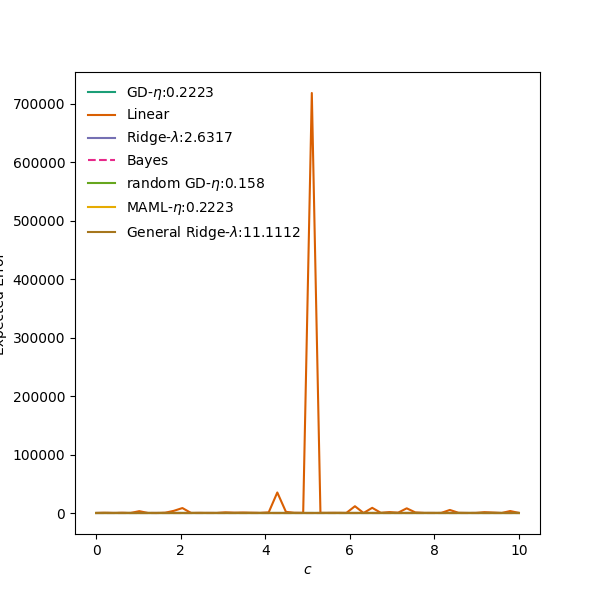 GD-η:0.2223
Linear
Ridge-λ:2.6317
Bayes
random GD-η:0.158
MAML-η:0.2223
General Ridge-λ:11.1112
700000
600000
500000
400000
300000
200000
100000
0
0 2 4 6 8 10
c